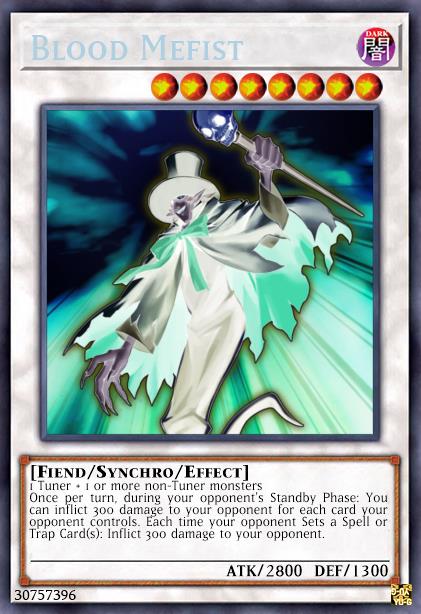 Blood Mefist
DARK
闇
[Fiend/Synchro/Effect]
1 Tuner + 1 or more non-Tuner monsters
Once per turn, during your opponent's Standby Phase: You
can inflict 300 damage to your opponent for each card your
opponent controls. Each time your opponent Sets a Spell or
Trap Card(s): Inflict 300 damage to your opponent.
ATK/2800 DEF/1300
30757396